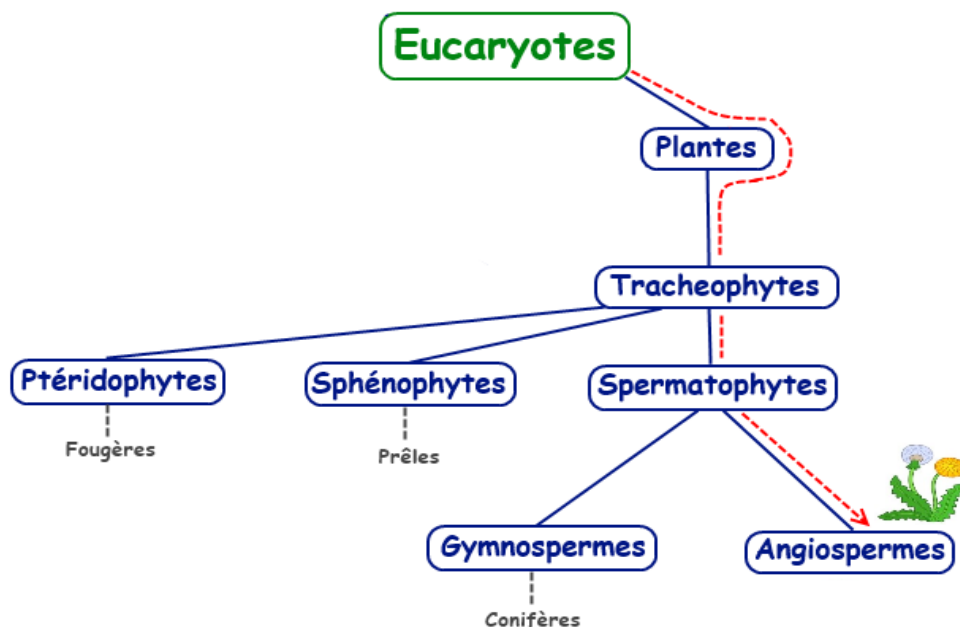 Eucaryotes
Plantes
Tracheophytes
Ptéridophytes
Sphénophytes
Spermatophytes
Fougères
Prêles
Gymnospermes
Angiospermes
Conifères